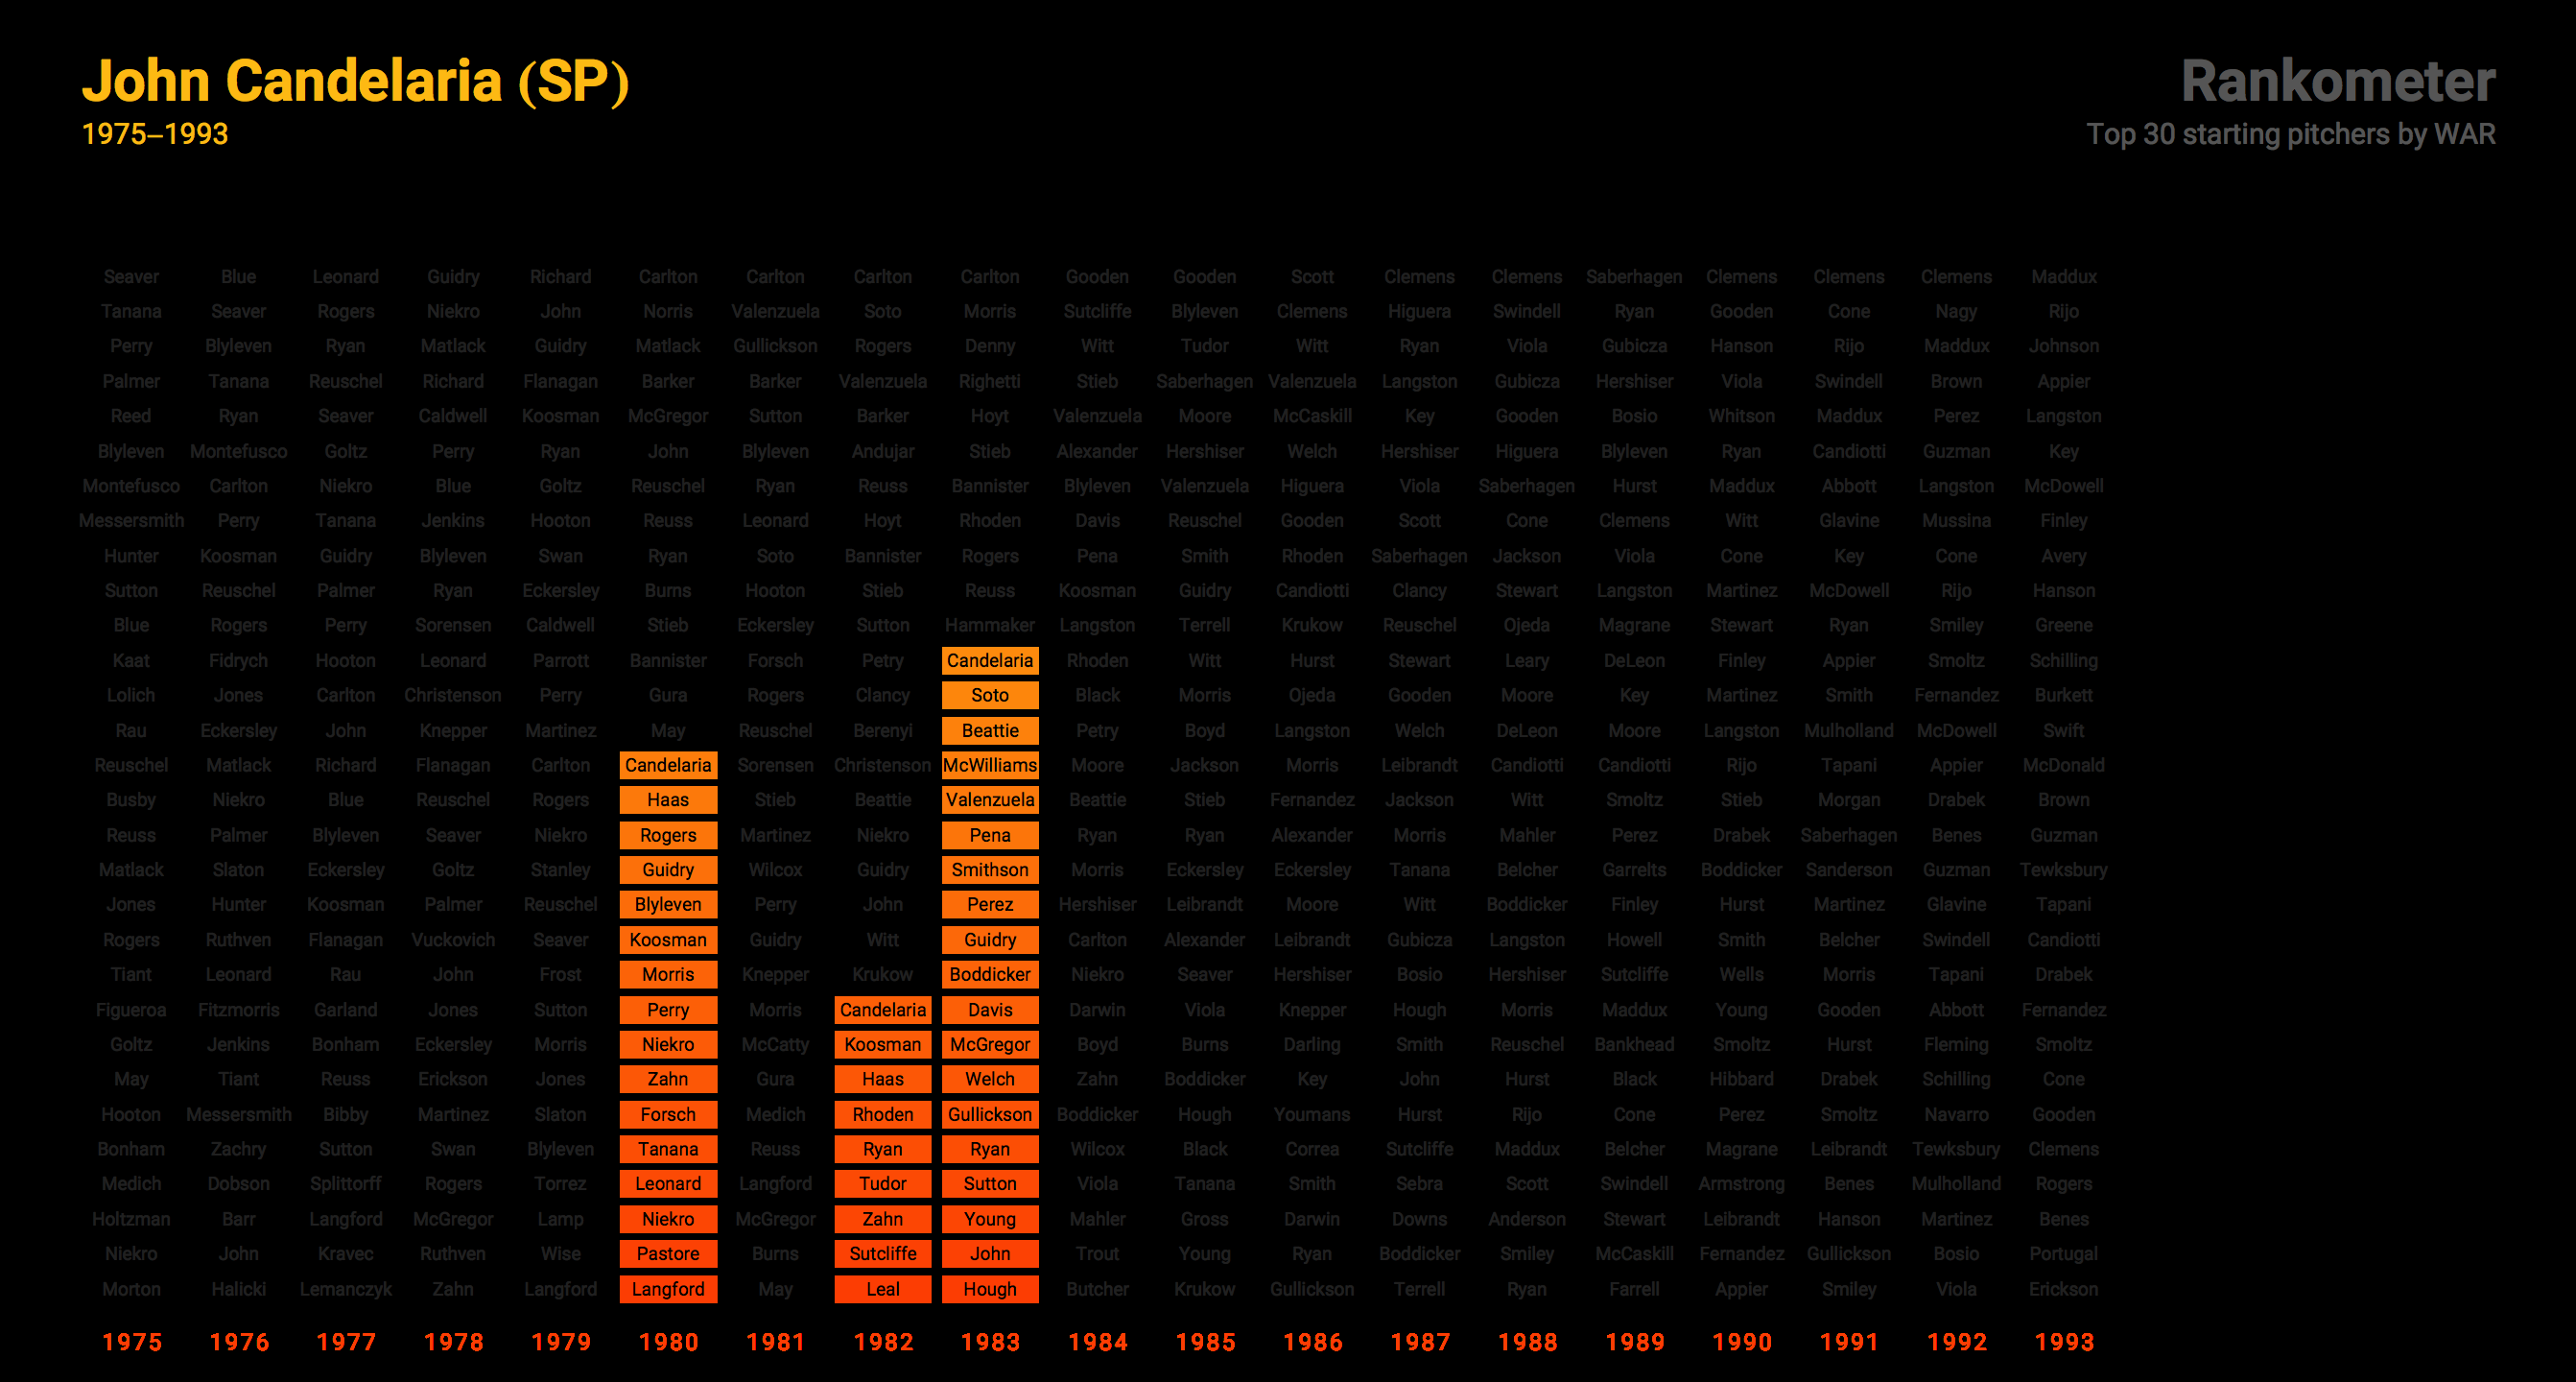 John Candelaria (SP)
Rankometer
1975–1993
Top 30 starting pitchers by WAR
Seaver Blue Leonard Guidry Richard Carlton Carlton Carlton Carlton Gooden Gooden Scott Clemens Clemens Saberhagen Clemens Clemens Clemens Maddux
Tanana Seaver Rogers Niekro John Norris Valenzuela Soto Morris Sutcliffe Blyleven Clemens Higuera Swindell Ryan Gooden Cone Nagy Rijo
Perry Blyleven Ryan Matlack Guidry Matlack Gullickson Rogers Denny Witt Tudor Witt Ryan Viola Gubicza Hanson Rijo Maddux Johnson
Palmer Tanana Reuschel Richard Flanagan Barker Barker Valenzuela Righetti Stieb Saberhagen Valenzuela Langston Gubicza Hershiser Viola Swindell Brown Appier
Reed Ryan Seaver Caldwell Koosman McGregor Sutton Barker Hoyt Valenzuela Moore McCaskill Key Gooden Bosio Whitson Maddux Perez Langston
Blyleven Montefusco Goltz Perry Ryan John Blyleven Andujar Stieb Alexander Hershiser Welch Hershiser Higuera Blyleven Ryan Candiotti Guzman Key
Montefusco Carlton Niekro Blue Goltz Reuschel Ryan Reuss Bannister Blyleven Valenzuela Higuera Viola Saberhagen Hurst Maddux Abbott Langston McDowell
Messersmith Perry Tanana Jenkins Hooton Reuss Leonard Hoyt Rhoden Davis Reuschel Gooden Scott Cone Clemens Witt Glavine Mussina Finley
Hunter Koosman Guidry Blyleven Swan Ryan Soto Bannister Rogers Pena Smith Rhoden Saberhagen Jackson Viola Cone Key Cone Avery
Sutton Reuschel Palmer Ryan Eckersley Burns Hooton Stieb Reuss Koosman Guidry Candiotti Clancy Stewart Langston Martinez McDowell Rijo Hanson
Blue Rogers Perry Sorensen Caldwell Stieb Eckersley Sutton Hammaker Langston Terrell Krukow Reuschel Ojeda Magrane Stewart Ryan Smiley Greene
Kaat Fidrych Hooton Leonard Parrott Bannister Forsch Petry Candelaria Rhoden Witt Hurst Stewart Leary DeLeon Finley Appier Smoltz Schilling
Lolich Jones Carlton Christenson Perry Gura Rogers Clancy Soto Black Morris Ojeda Gooden Moore Key Martinez Smith Fernandez Burkett
Rau Eckersley John Knepper Martinez May Reuschel Berenyi Beattie Petry Boyd Langston Welch DeLeon Moore Langston Mulholland McDowell Swift
Reuschel Matlack Richard Flanagan Carlton Candelaria Sorensen Christenson McWilliams Moore Jackson Morris Leibrandt Candiotti Candiotti Rijo Tapani Appier McDonald
Busby Niekro Blue Reuschel Rogers Haas Stieb Beattie Valenzuela Beattie Stieb Fernandez Jackson Witt Smoltz Stieb Morgan Drabek Brown
Reuss Palmer Blyleven Seaver Niekro Rogers Martinez Niekro Pena Ryan Ryan Alexander Morris Mahler Perez Drabek Saberhagen Benes Guzman
Matlack Slaton Eckersley Goltz Stanley Guidry Wilcox Guidry Smithson Morris Eckersley Eckersley Tanana Belcher Garrelts Boddicker Sanderson Guzman Tewksbury
Jones Hunter Koosman Palmer Reuschel Blyleven Perry John Perez Hershiser Leibrandt Moore Witt Boddicker Finley Hurst Martinez Glavine Tapani
Rogers Ruthven Flanagan Vuckovich Seaver Koosman Guidry Witt Guidry Carlton Alexander Leibrandt Gubicza Langston Howell Smith Belcher Swindell Candiotti
Tiant Leonard Rau John Frost Morris Knepper Krukow Boddicker Niekro Seaver Hershiser Bosio Hershiser Sutcliffe Wells Morris Tapani Drabek
Figueroa Fitzmorris Garland Jones Sutton Perry Morris Candelaria Davis Darwin Viola Knepper Hough Morris Maddux Young Gooden Abbott Fernandez
Goltz Jenkins Bonham Eckersley Morris Niekro McCatty Koosman McGregor Boyd Burns Darling Smith Reuschel Bankhead Smoltz Hurst Fleming Smoltz
May Tiant Reuss Erickson Jones Zahn Gura Haas Welch Zahn Boddicker Key John Hurst Black Hibbard Drabek Schilling Cone
Hooton Messersmith Bibby Martinez Slaton Forsch Medich Rhoden Gullickson Boddicker Hough Youmans Hurst Rijo Cone Perez Smoltz Navarro Gooden
Bonham Zachry Sutton Swan Blyleven Tanana Reuss Ryan Ryan Wilcox Black Correa Sutcliffe Maddux Belcher Magrane Leibrandt Tewksbury Clemens
Medich Dobson Splittorff Rogers Torrez Leonard Langford Tudor Sutton Viola Tanana Smith Sebra Scott Swindell Armstrong Benes Mulholland Rogers
Holtzman Barr Langford McGregor Lamp Niekro McGregor Zahn Young Mahler Gross Darwin Downs Anderson Stewart Leibrandt Hanson Martinez Benes
Niekro John Kravec Ruthven Wise Pastore Burns Sutcliffe John Trout Young Ryan Boddicker Smiley McCaskill Fernandez Gullickson Bosio Portugal
Morton Halicki Lemanczyk Zahn Langford Langford May Leal Hough Butcher Krukow Gullickson Terrell Ryan Farrell Appier Smiley Viola Erickson
1975 1976 1977 1978 1979 1980 1981 1982 1983 1984 1985 1986 1987 1988 1989 1990 1991 1992 1993